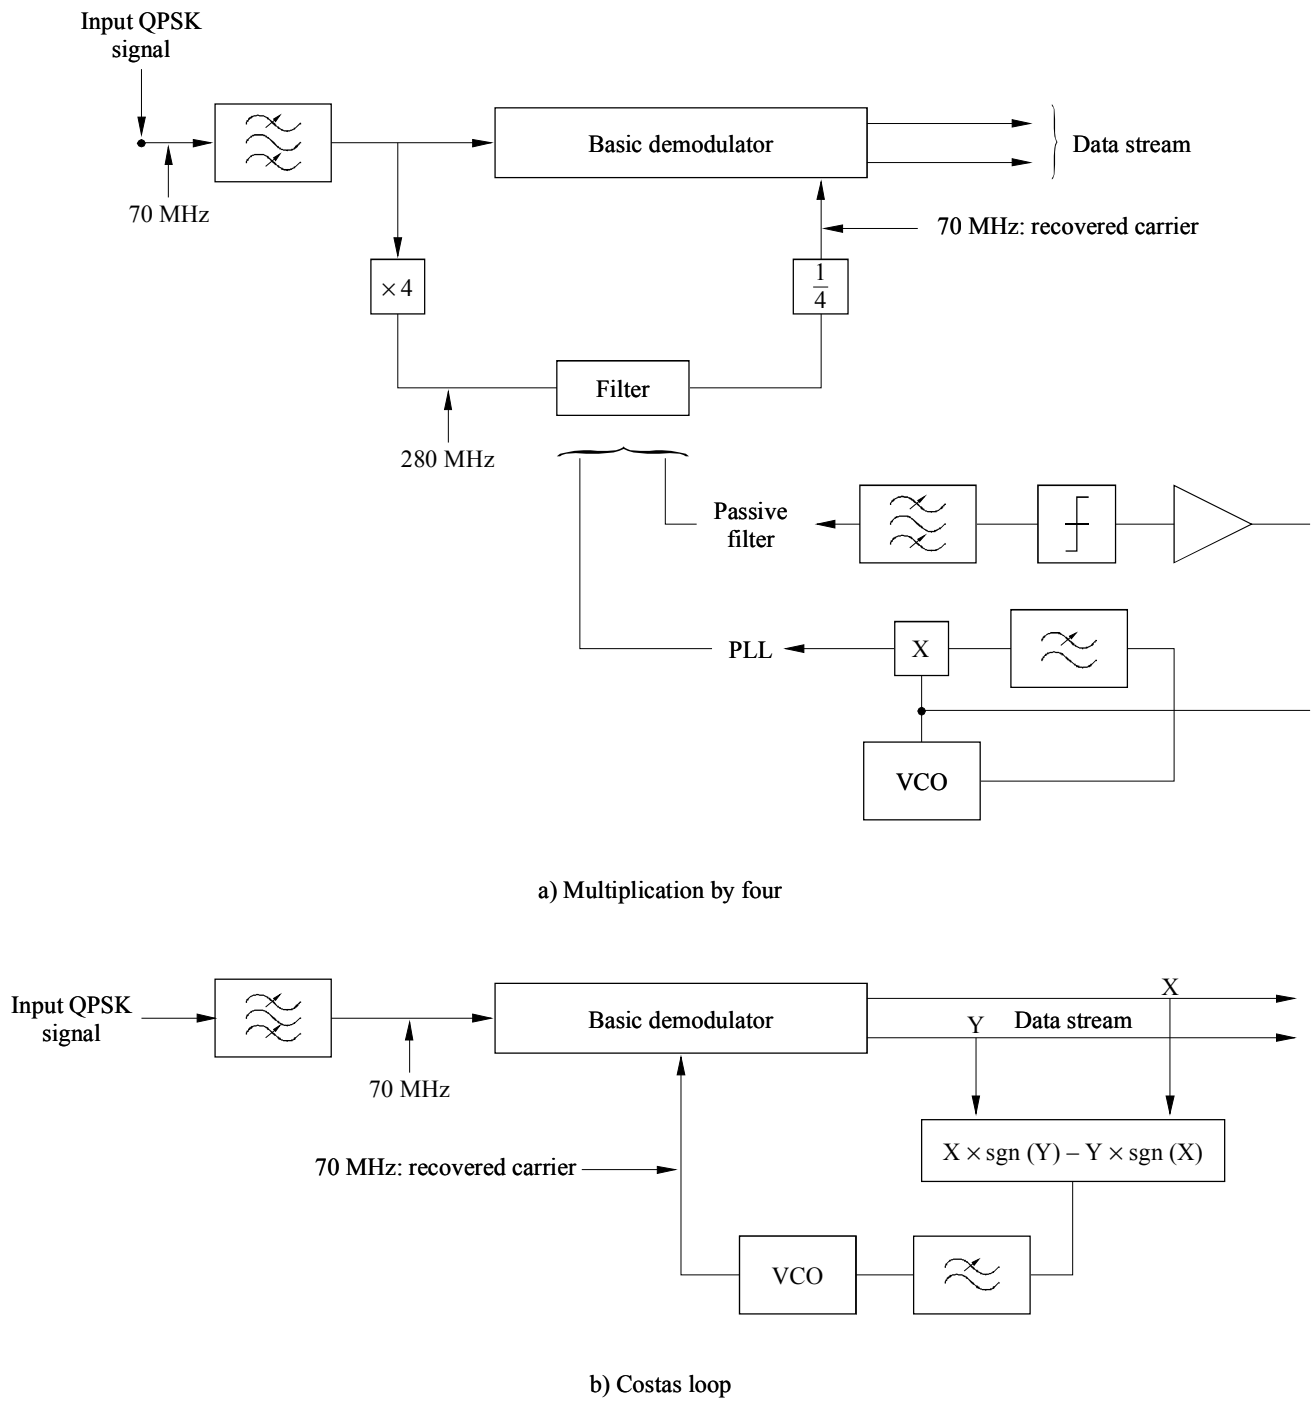 Input QPSK
signal
Basic demodulator
Data stream
70 MHz
70 MHz: recovered carrier
× 4
1
4
Filter
280 MHz
Passive
filter
PLL
X
VCO
a) Multiplication by four
X
Input QPSK
signal
Basic demodulator
Y
Data stream
70 MHz
X × sgn (Y) – Y × sgn (X)
70 MHz: recovered carrier
VCO
b) Costas loop